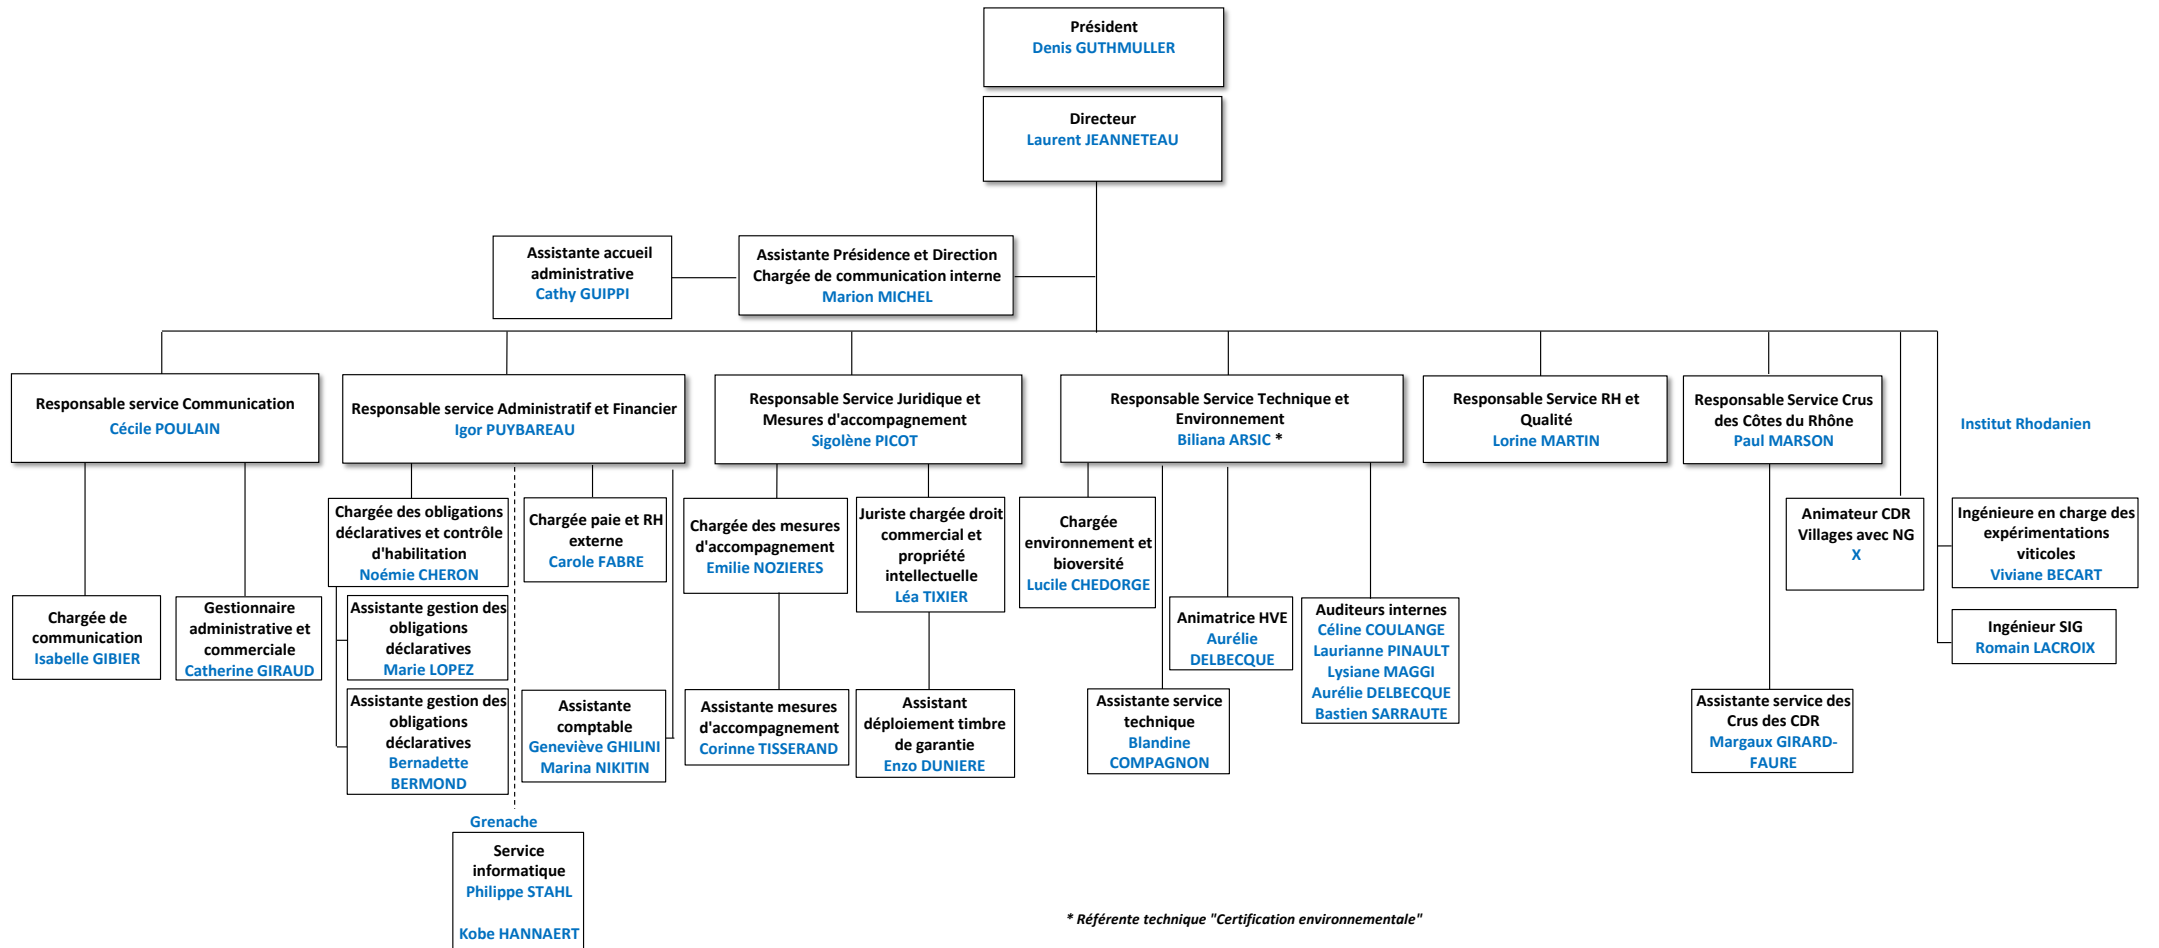 Président
Denis GUTHMULLER
Directeur
Laurent JEANNETEAU
Assistante accueil
administrative
Cathy GUIPPI
Assistante Présidence et Direction
Chargée de communication interne
Marion MICHEL
Responsable service Communication
Cécile POULAIN
Responsable service Administratif et Financier
Igor PUYBAREAU
Responsable Service Juridique et
Mesures d'accompagnement
Sigolène PICOT
Responsable Service Technique et
Environnement
Biliana ARSIC *
Responsable Service RH et
Qualité
Lorine MARTIN
Responsable Service Crus
des Côtes du Rhône
Paul MARSON
Institut Rhodanien
Chargée de
communication
Isabelle GIBIER
Gestionnaire
administrative et
commerciale
Catherine GIRAUD
Chargée des obligations
déclaratives et contrôle
d'habilitation
Noémie CHERON
Assistante gestion des
obligations
déclaratives
Marie LOPEZ
Assistante gestion des
obligations
déclaratives
Bernadette
BERMOND
Chargée paie et RH
externe
Carole FABRE
Assistante
comptable
Geneviève GHILINI
Marina NIKITIN
Grenache
Service
informatique
Philippe STAHL
Kobe HANNAERT
Chargée des mesures
d'accompagnement
Emilie NOZIERES
Assistante mesures
d'accompagnement
Corinne TISSERAND
Juriste chargée droit
commercial et
propriété
intellectuelle
Léa TIXIER
Assistant
déploiement timbre
de garantie
Enzo DUNIERE
Chargée
environnement et
bioversité
Lucile CHEDORGE
Assistante service
technique
Blandine
COMPAGNON
Animatrice HVE
Aurélie
DELBECQUE
Auditeurs internes
Céline COULANGE
Laurianne PINAULT
Lysiane MAGGI
Aurélie DELBECQUE
Bastien SARRAUTE
Assistante service des
Crus des CDR
Margaux GIRARD-
FAURE
Animateur CDR
Villages avec NG
X
Ingénieure en charge des
expérimentations
viticoles
Viviane BECART
Ingénieur SIG
Romain LACROIX
* Référente technique "Certification environnementale"